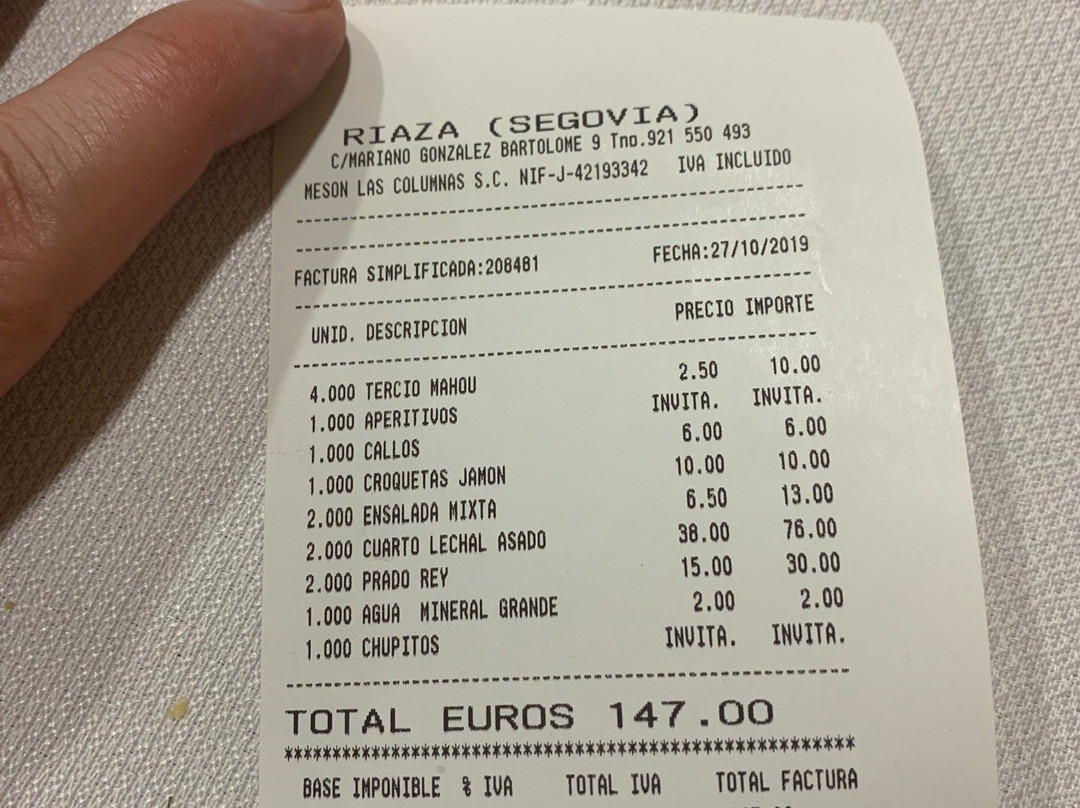 RIAZA (SEGOVIA)
C/MARIANO GONZALEZ BARTOLOME 9 Tno.921 550 493
MESON LAS COLUMNAS S.C. NIF-J-42193342 IVA INCLUIDO
FACTURA SIMPLIFICADA:208481 FECHA:27/10/2019
UNID. DESCRIPCION PRECIO IMPORTE
4.000 TERCIO MAHOU 2.50 10.00
1.000 APERITIVOS INVITA. INVITA.
1.000 CALLOS 6.00 6.00
1.000 CROQUETAS JAMON 10.00 10.00
2.000 ENSALADA MIXTA 6.50 13.00
2.000 CUARTO LECHAL ASADO 38.00 76.00
2.000 PRADO REY 15.00 30.00
1.000 AGUA MINERAL GRANDE 2.00 2.00
1.000 CHUPITOS INVITA. INVITA.
TOTAL EUROS 147.00
***********************************************************
BASE IMPONIBLE % IVA TOTAL IVA TOTAL FACTURA